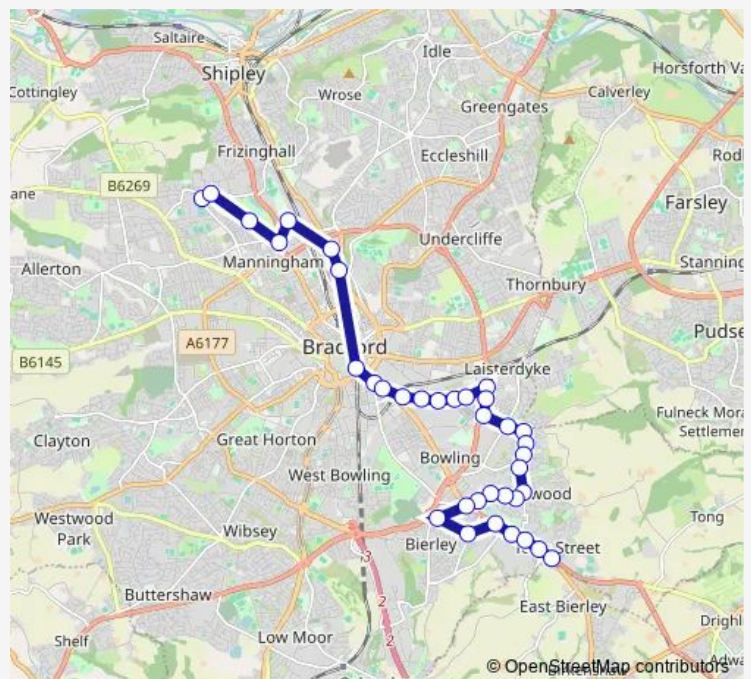 Saltaire
Idle
Shipley
Horsforth Va
Cottingley
Wrose
Calverley
Greengates
Frizinghall
Eccleshill
Rod
B6269
ane
Farsley
Undercliffe
Allerton
Manningham
Stanning
Thornbury
A6177
Bradford
Pudse
B6145
Laisterdyke
Fulneck Mora
Settlemen
Clayton
Great Horton
Bowling
West Bowling
wood
Westwood
Park
Tong
Wibsey
Bierley
Street
3
Buttershaw
2
East Bierley
2
Shelf
Low Moor
Drighl
© OpenStreetMap contributors